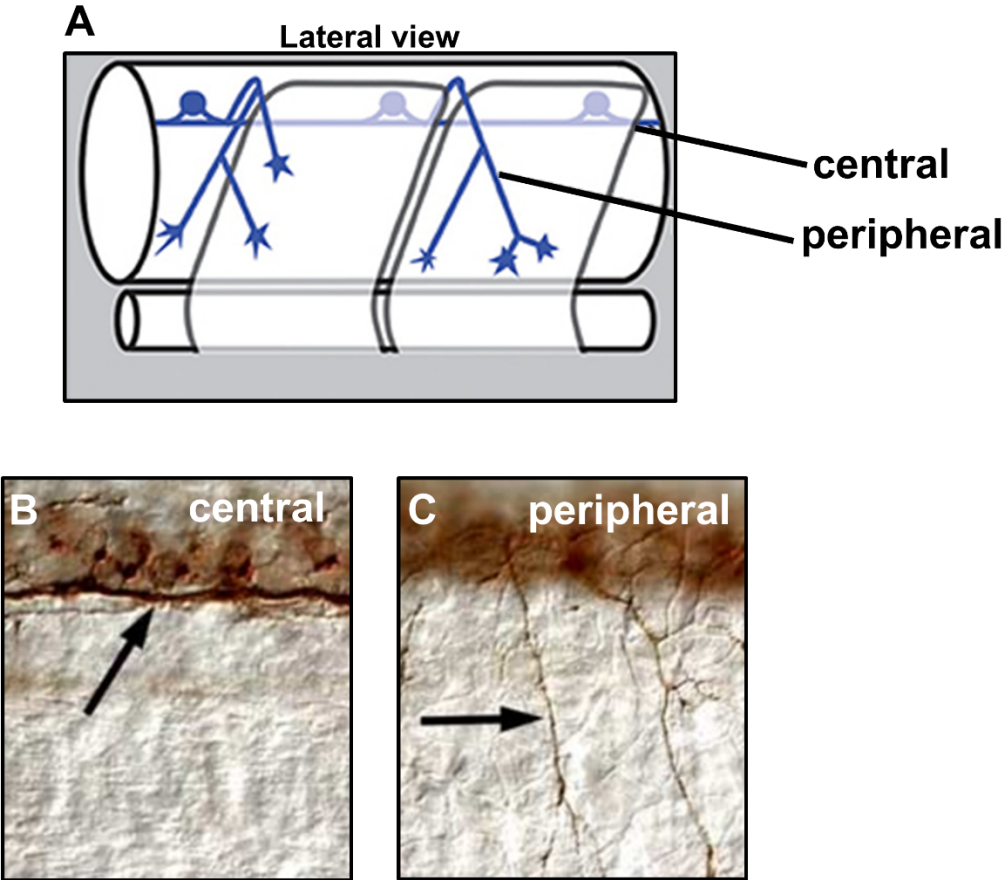 A
Lateral view
central
peripheral
B central
C peripheral